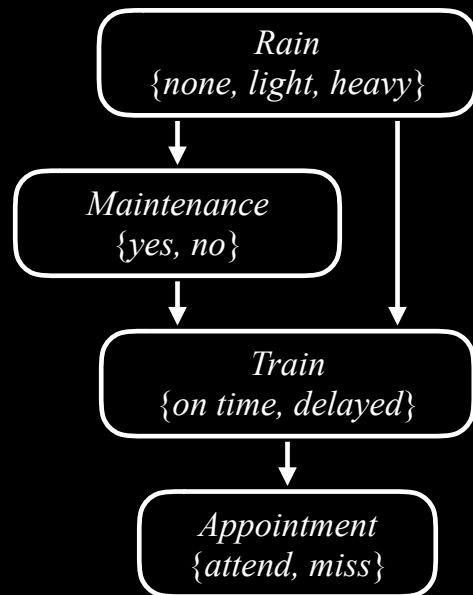 Rain
{none, light, heavy}
Maintenance
{yes, no}
Train
{on time, delayed}
Appointment
{attend, miss}